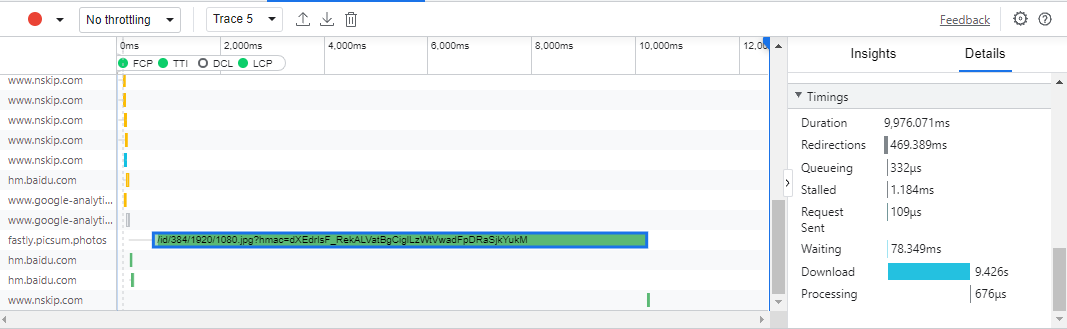 No throttling
Trace 5
Feedback
0ms
2,000ms
4,000ms
6,000ms
8,000ms
10,000ms
12,00
FCP TTI DCL LCP
www.nskip.com
www.nskip.com
www.nskip.com
www.nskip.com
www.nskip.com
hm.baidu.com
www.google-analyti...
www.google-analyti...
fastly.picsum.photos
/id/384/1920/1080.jpg?hmac=dXEdrIsF_RekALVatBgCiglLzWtVwadFpDRaSjkYukM
hm.baidu.com
hm.baidu.com
www.nskip.com
Insights
Details
Timings
Duration 9,976.071ms
Redirections 469.389ms
Queueing 332µs
Stalled 1.184ms
Request 109µs
Sent
Waiting 78.349ms
Download 9.426s
Processing 676µs